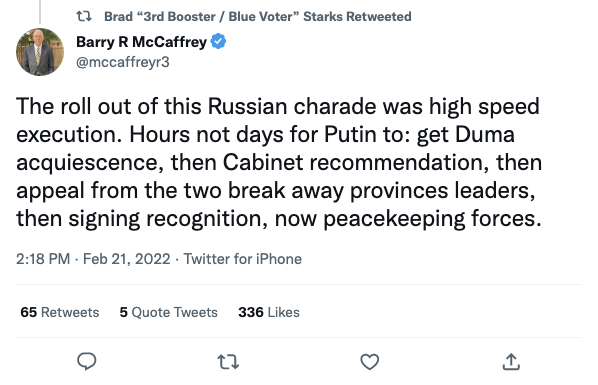 Brad “3rd Booster / Blue Voter” Starks Retweeted
Barry R McCaffrey
@mccaffreyr3
The roll out of this Russian charade was high speed
execution. Hours not days for Putin to: get Duma
acquiescence, then Cabinet recommendation, then
appeal from the two break away provinces leaders,
then signing recognition, now peacekeeping forces.
2:18 PM · Feb 21, 2022 · Twitter for iPhone
65 Retweets 5 Quote Tweets 336 Likes